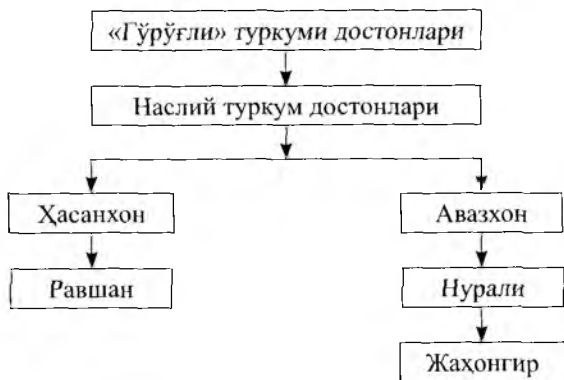 «Гўрўғли» туркуми достонлари
Наслий туркум достонлари
Ҳасанхон
Авазхон
Равшан
Нурали
Жаҳонгир